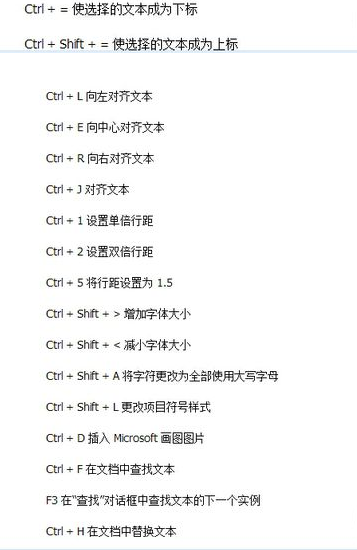 Ctrl + = 使选择的文本成为下标
Ctrl + Shift + = 使选择的文本成为上标
Ctrl + L 向左对齐文本
Ctrl + E 向中心对齐文本
Ctrl + R 向右对齐文本
Ctrl + J 对齐文本
Ctrl + 1 设置单倍行距
Ctrl + 2 设置双倍行距
Ctrl + 5 将行距设置为 1.5
Ctrl + Shift + > 增加字体大小
Ctrl + Shift + < 减小字体大小
Ctrl + Shift + A 将字符更改为全部使用大写字母
Ctrl + Shift + L 更改项目符号样式
Ctrl + D 插入 Microsoft 画图图片
Ctrl + F 在文档中查找文本
F3 在“查找”对话框中查找文本的下一个实例
Ctrl + H 在文档中替换文本